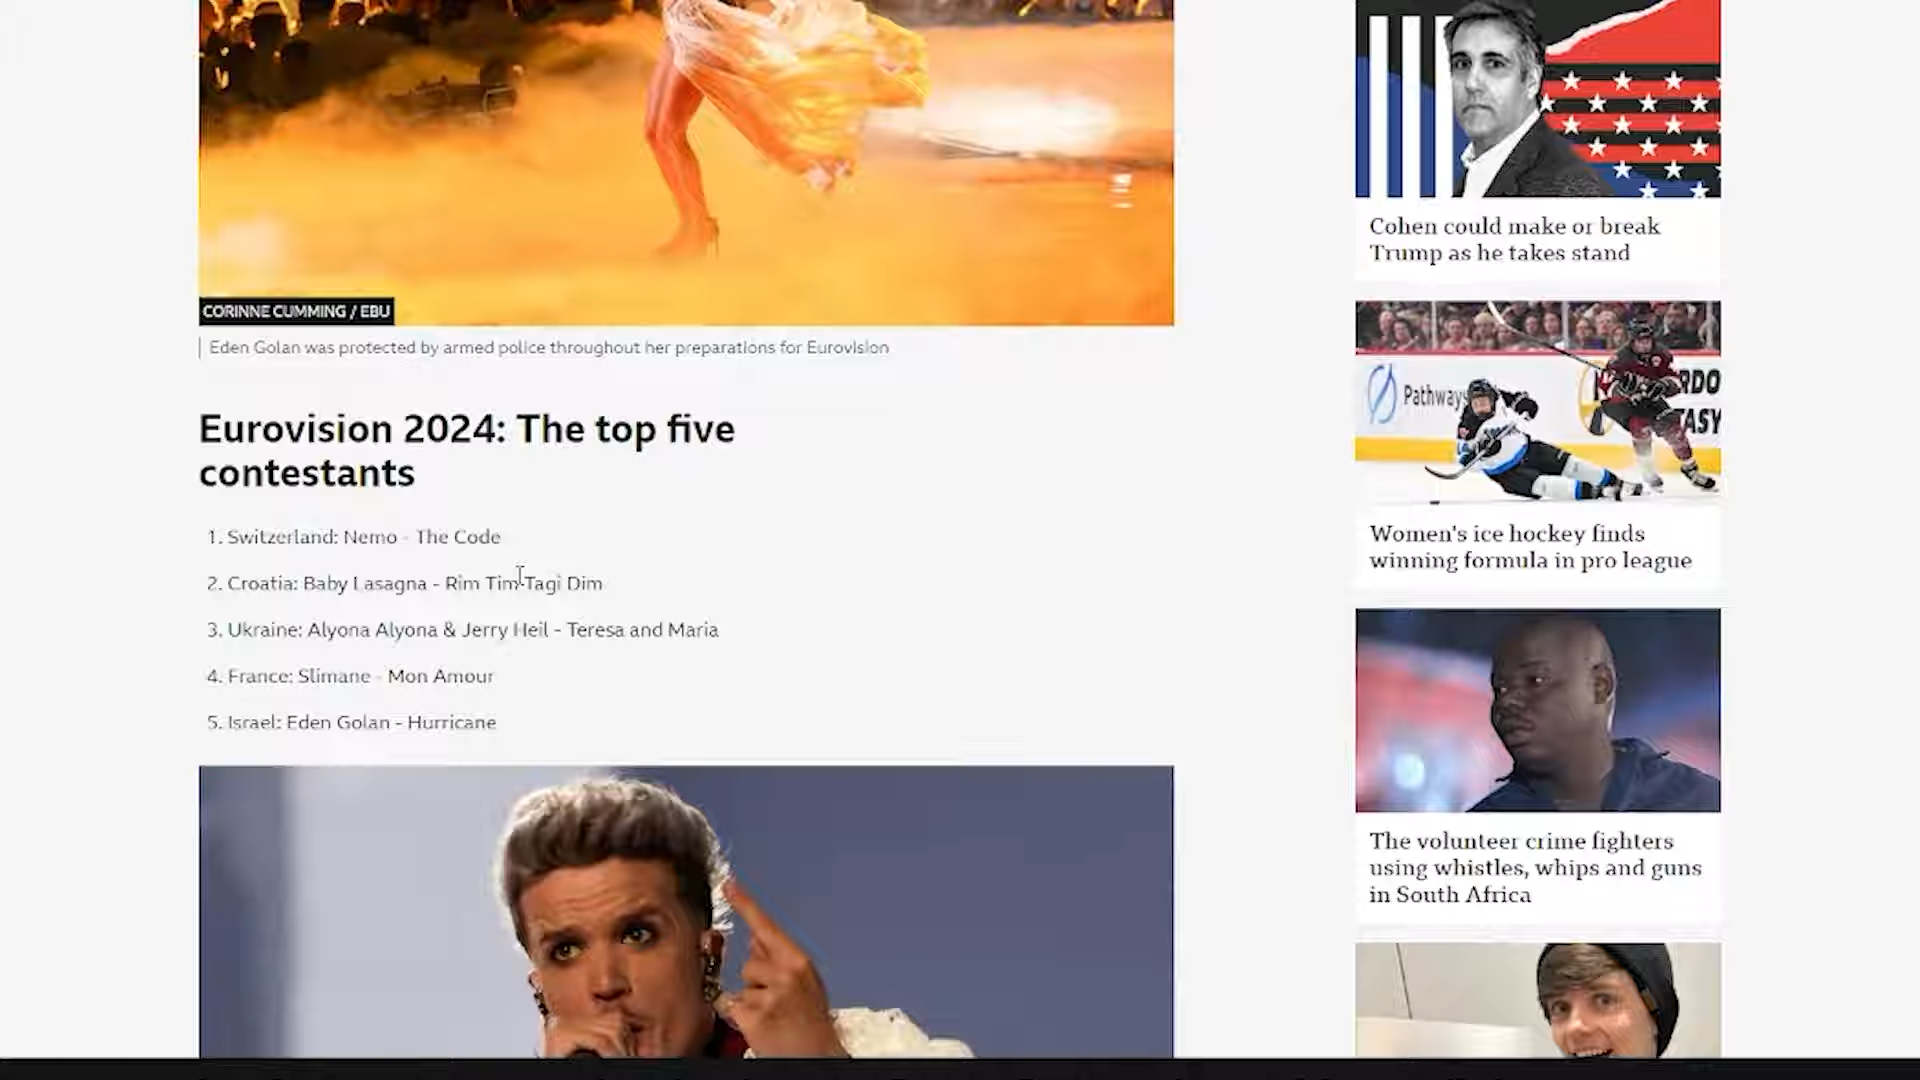 CORINNE CUMMING / EBU
Eden Golan was protected by armed police throughout her preparations for Eurovision
Eurovision 2024: The top five
contestants
1. Switzerland: Nemo - The Code
2. Croatia: Baby Lasagna - Rim Tim Tagi Dim
3. Ukraine: Alyona Alyona & Jerry Heil - Teresa and Maria
4. France: Slimane - Mon Amour
5. Israel: Eden Golan - Hurricane
Cohen could make or break
Trump as he takes stand
Pathways
RDO
ASY
Women's ice hockey finds
winning formula in pro league
The volunteer crime fighters
using whistles, whips and guns
in South Africa